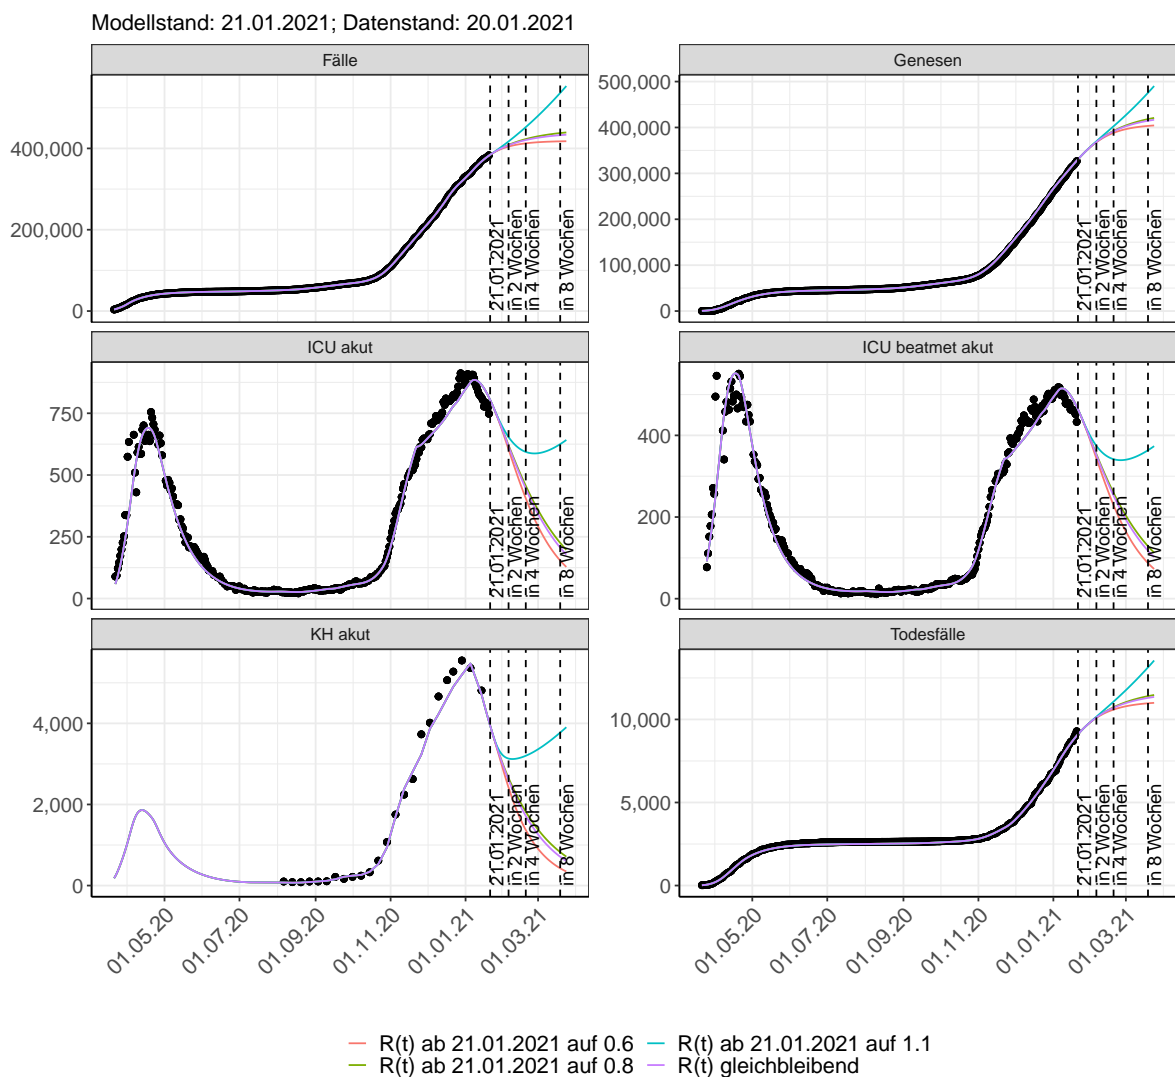 Modellstand: 21.01.2021; Datenstand: 20.01.2021
Fälle
Genesen
400,000
200,000
0
21.01.2021
in 2 Wochen
in 4 Wochen
in 8 Wochen
500,000
400,000
300,000
200,000
100,000
0
21.01.2021
in 2 Wochen
in 4 Wochen
in 8 Wochen
ICU akut
ICU beatmet akut
750
500
250
0
21.01.2021
in 2 Wochen
in 4 Wochen
in 8 Wochen
400
200
0
21.01.2021
in 2 Wochen
in 4 Wochen
in 8 Wochen
KH akut
Todesfälle
4,000
2,000
0
21.01.2021
in 2 Wochen
in 4 Wochen
in 8 Wochen
10,000
5,000
0
21.01.2021
in 2 Wochen
in 4 Wochen
in 8 Wochen
01.05.20
01.07.20
01.09.20
01.11.20
01.01.21
01.03.21
01.05.20
01.07.20
01.09.20
01.11.20
01.01.21
01.03.21
R(t) ab 21.01.2021 auf 0.6
R(t) ab 21.01.2021 auf 1.1
R(t) ab 21.01.2021 auf 0.8
R(t) gleichbleibend